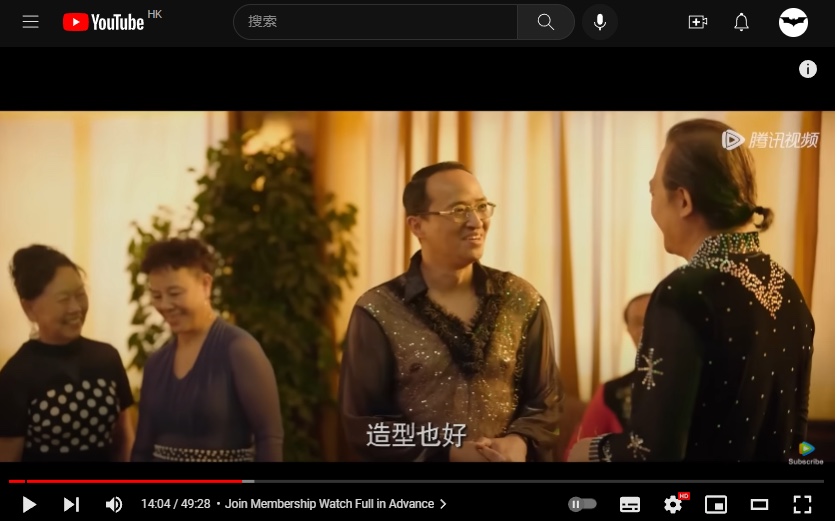 YouTube HK
搜索
腾讯视频
造型也好
Subscribe
14:04 / 49:28 • Join Membership Watch Full in Advance
HD